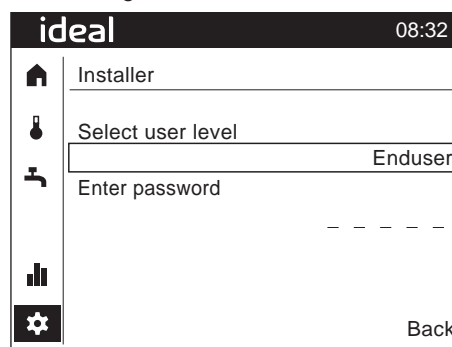 ideal 08:32
Installer
Select user level
Enduser
Enter password
_ _ _ _ _
Back